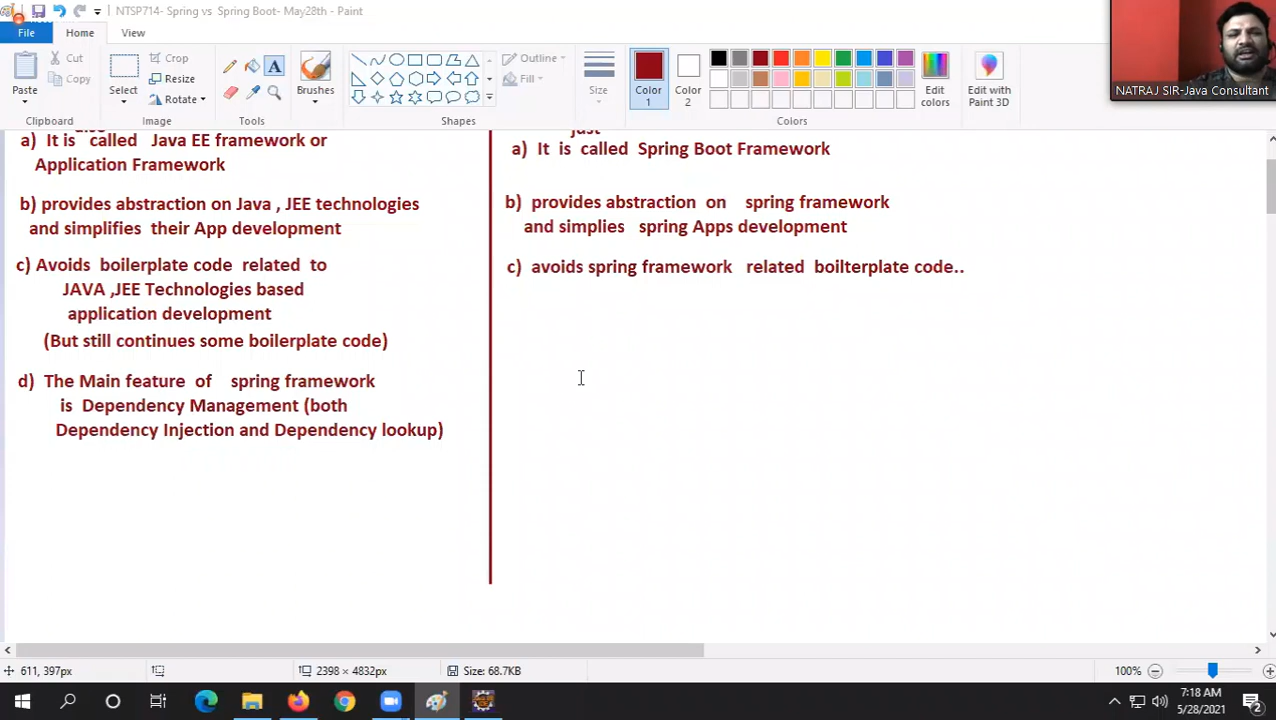 NTSP714- Spring vs Spring Boot- May28th - Paint
File
Home
View
Cut
Copy
Paste
Clipboard
Crop
Resize
Rotate
Select
Image
A
Tools
Brushes
Outline
Fill
Shapes
Size
Color 1
Color 2
Edit colors
Edit with Paint 3D
Colors
NATRAJ SIR-Java Consultant
also
a) It is called Java EE framework or
Application Framework
b) provides abstraction on Java , JEE technologies
and simplifies their App development
c) Avoids boilerplate code related to
JAVA ,JEE Technologies based
application development
(But still continues some boilerplate code)
d) The Main feature of spring framework
is Dependency Management (both
Dependency Injection and Dependency lookup)
just
a) It is called Spring Boot Framework
b) provides abstraction on spring framework
and simplies spring Apps development
c) avoids spring framework related boilterplate code..
611, 397px
2398 × 4832px
Size: 68.7KB
100%
7:18 AM
5/28/2021
2